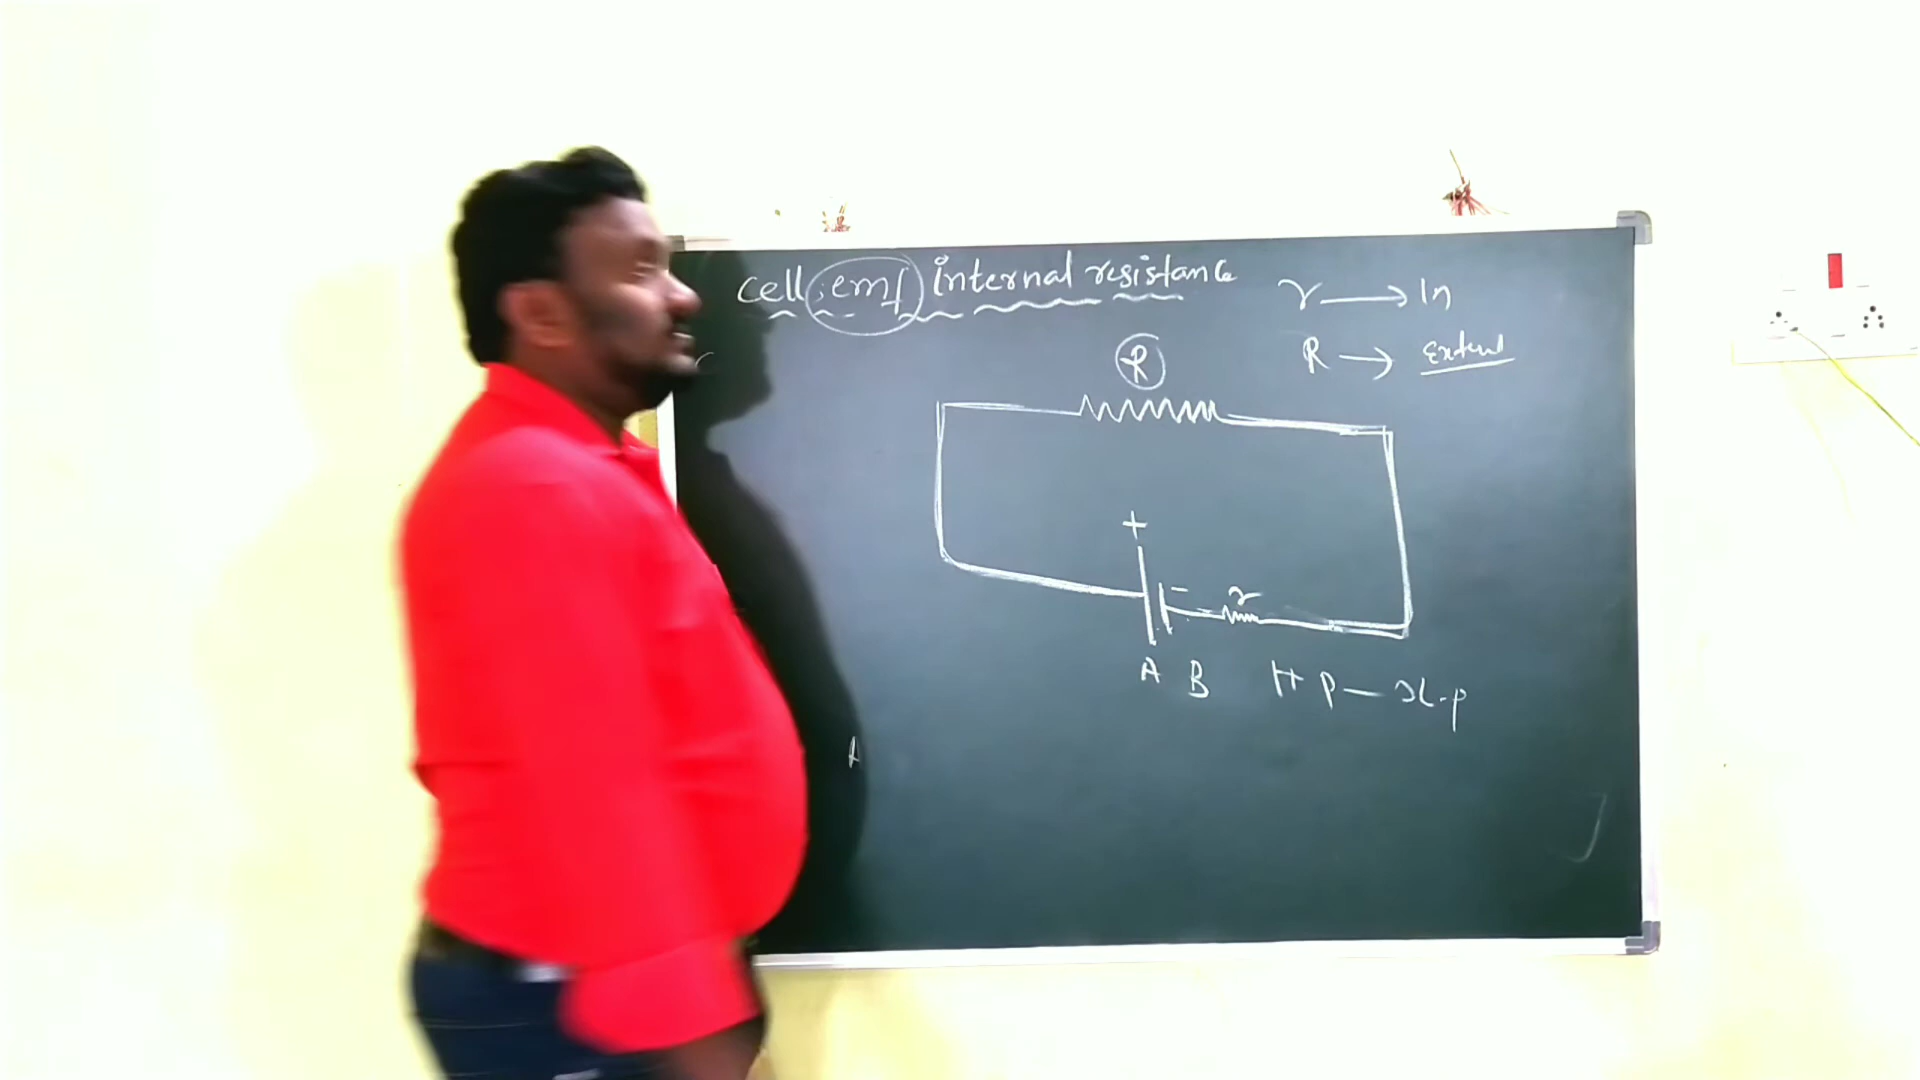 cell, emf internal resistance
r → In
R → Extenl
R
+
-
r
A B H P — L.P
A